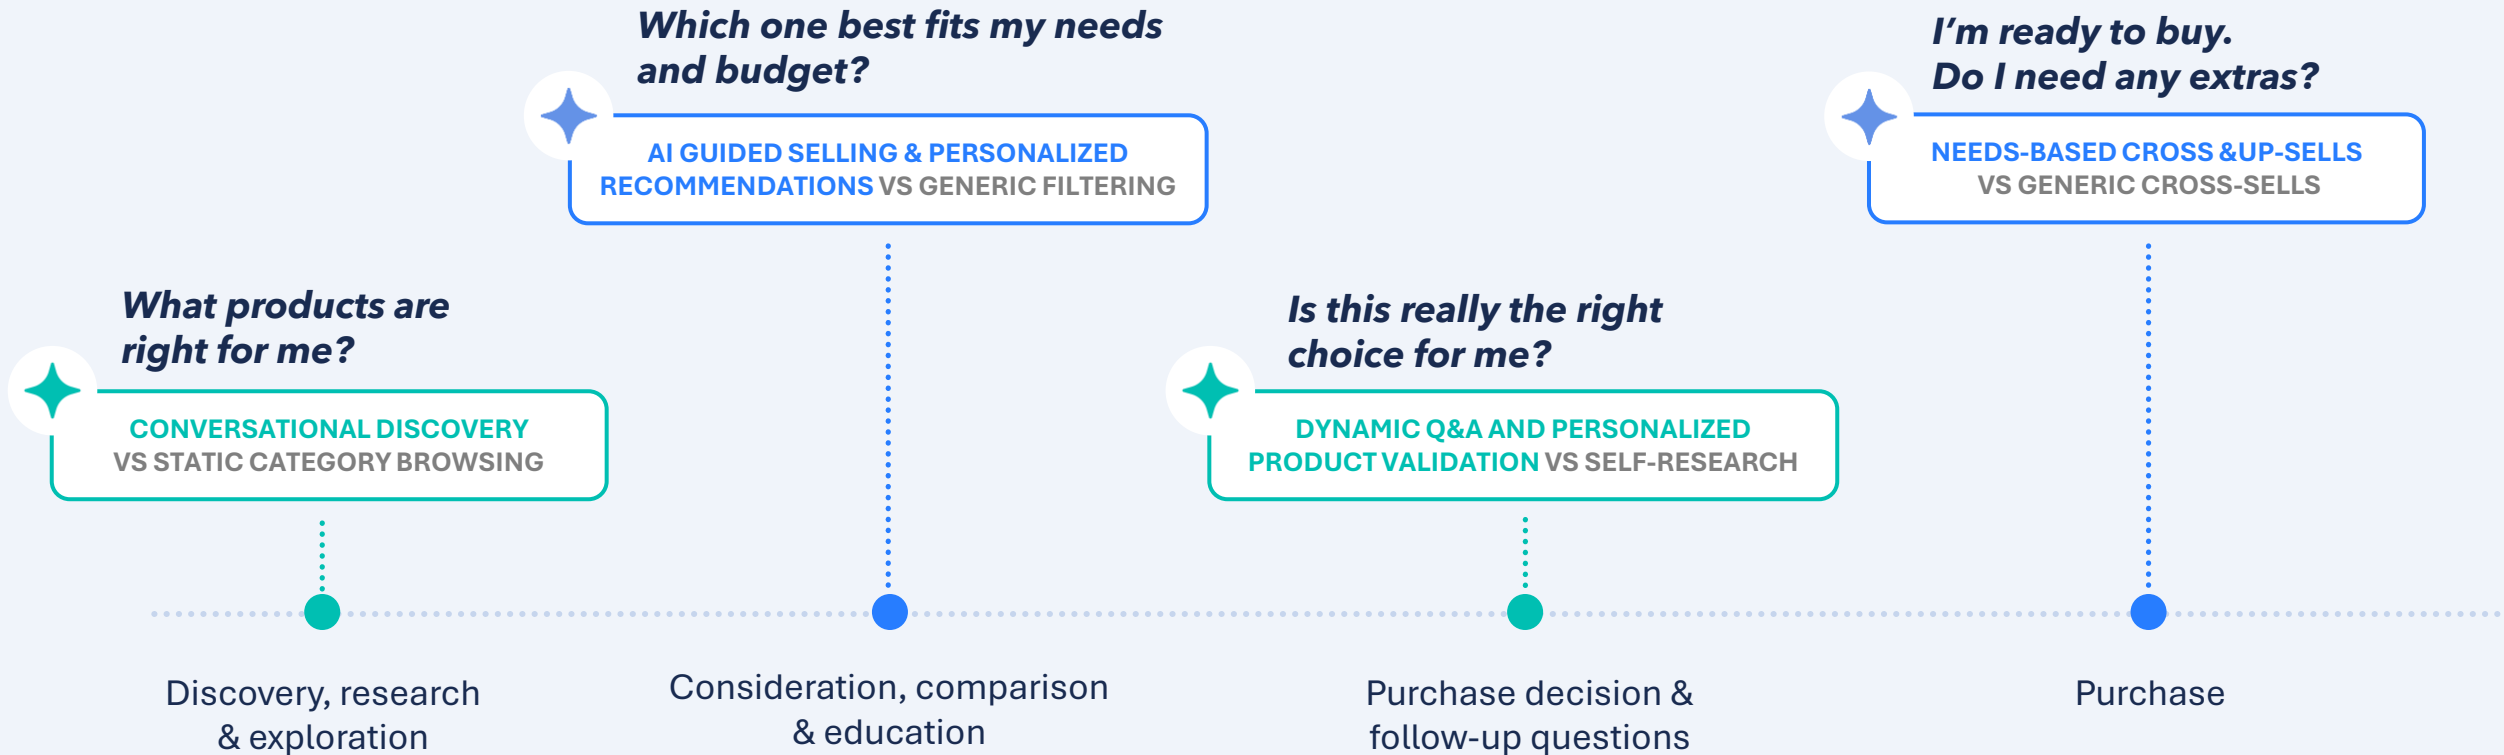 What products are
right for me?
CONVERSATIONAL DISCOVERY
VS STATIC CATEGORY BROWSING
Discovery, research
& exploration
Which one best fits my needs
and budget?
AI GUIDED SELLING & PERSONALIZED
RECOMMENDATIONS VS GENERIC FILTERING
Consideration, comparison
& education
Is this really the right
choice for me?
DYNAMIC Q&A AND PERSONALIZED
PRODUCT VALIDATION VS SELF-RESEARCH
Purchase decision &
follow-up questions
I'm ready to buy.
Do I need any extras?
NEEDS-BASED CROSS &UP-SELLS
VS GENERIC CROSS-SELLS
Purchase